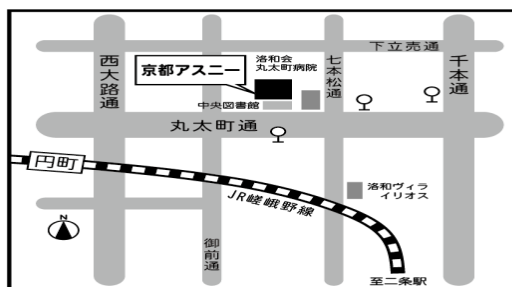 下立売通
西大路通
京都アスニー
洛和会
丸太町病院
七本松通
千本通
中央図書館
丸太町通
円町
JR嵯峨野線
洛和ヴィラ
イリオス
N
御前通
至二条駅